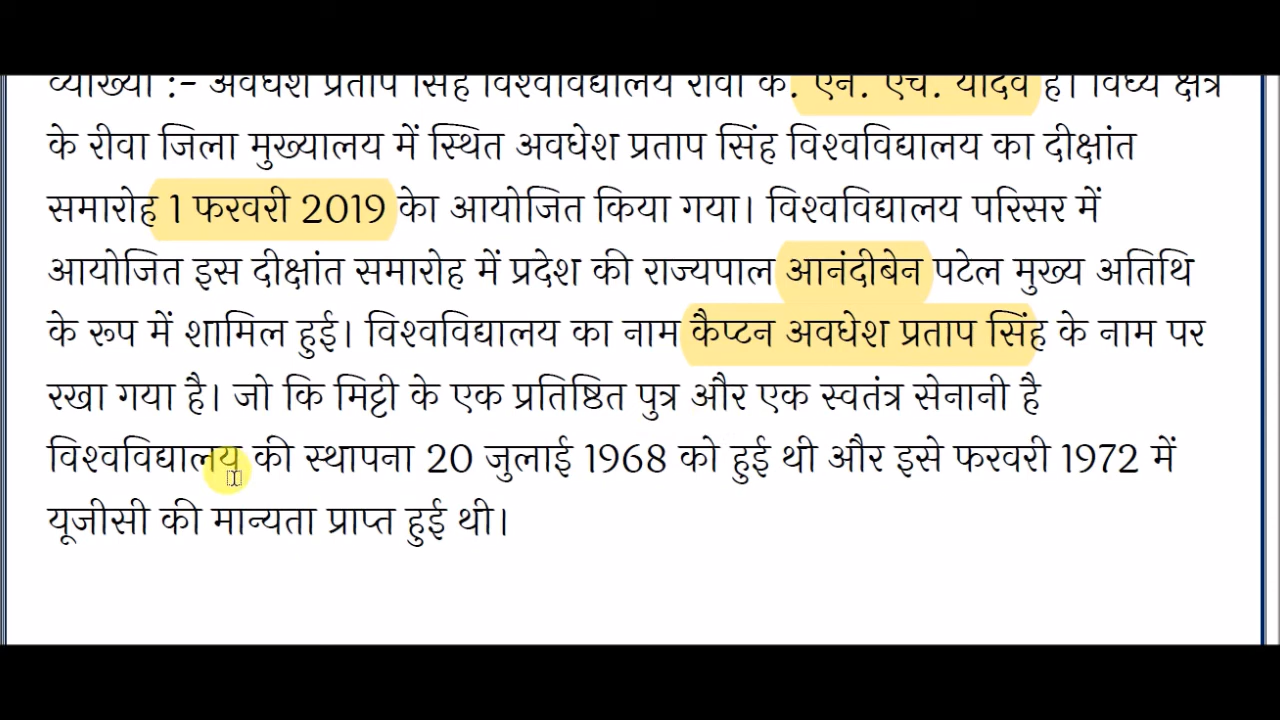 व्याख्या :- अवधेश प्रताप सिंह विश्वविद्यालय रीवा के. एन. एच. यादव है। विंध्य क्षेत्र
के रीवा जिला मुख्यालय में स्थित अवधेश प्रताप सिंह विश्वविद्यालय का दीक्षांत
समारोह 1 फरवरी 2019 केा आयोजित किया गया। विश्वविद्यालय परिसर में
आयोजित इस दीक्षांत समारोह में प्रदेश की राज्यपाल आनंदीबेन पटेल मुख्य अतिथि
के रूप में शामिल हुई। विश्वविद्यालय का नाम कैप्टन अवधेश प्रताप सिंह के नाम पर
रखा गया है। जो कि मिट्टी के एक प्रतिष्ठित पुत्र और एक स्वतंत्र सेनानी है
विश्वविद्यालय की स्थापना 20 जुलाई 1968 को हुई थी और इसे फरवरी 1972 में
यूजीसी की मान्यता प्राप्त हुई थी।